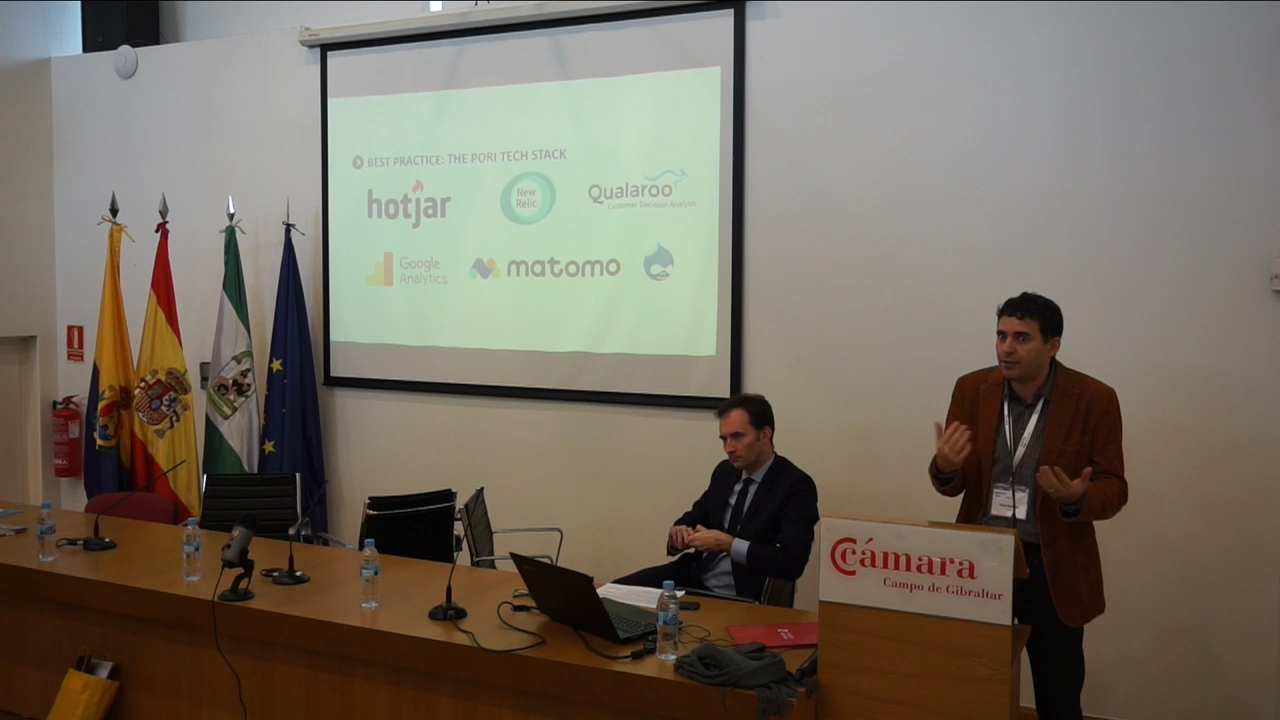 BEST PRACTICE: THE PORI TECH STACK
hotjar
New
Relic
Qualaroo
Customer Decision Analysis
Google
Analytics
matomo
Cámara
Campo de Gibraltar